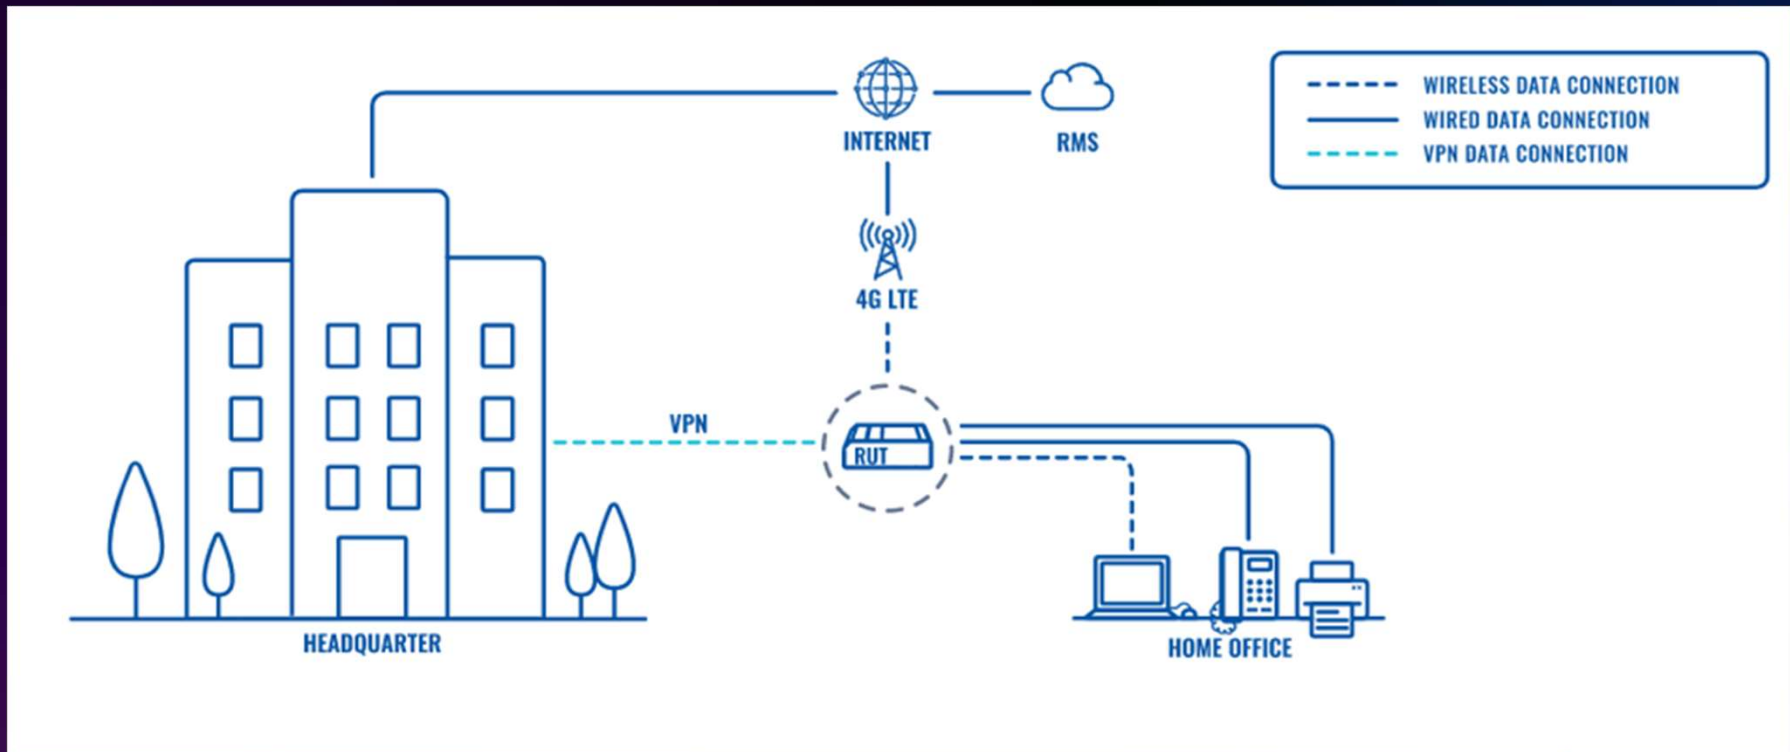 INTERNET
RMS
WIRELESS DATA CONNECTION
WIRED DATA CONNECTION
VPN DATA CONNECTION
4G LTE
VPN
RUT
HEADQUARTER
HOME OFFICE